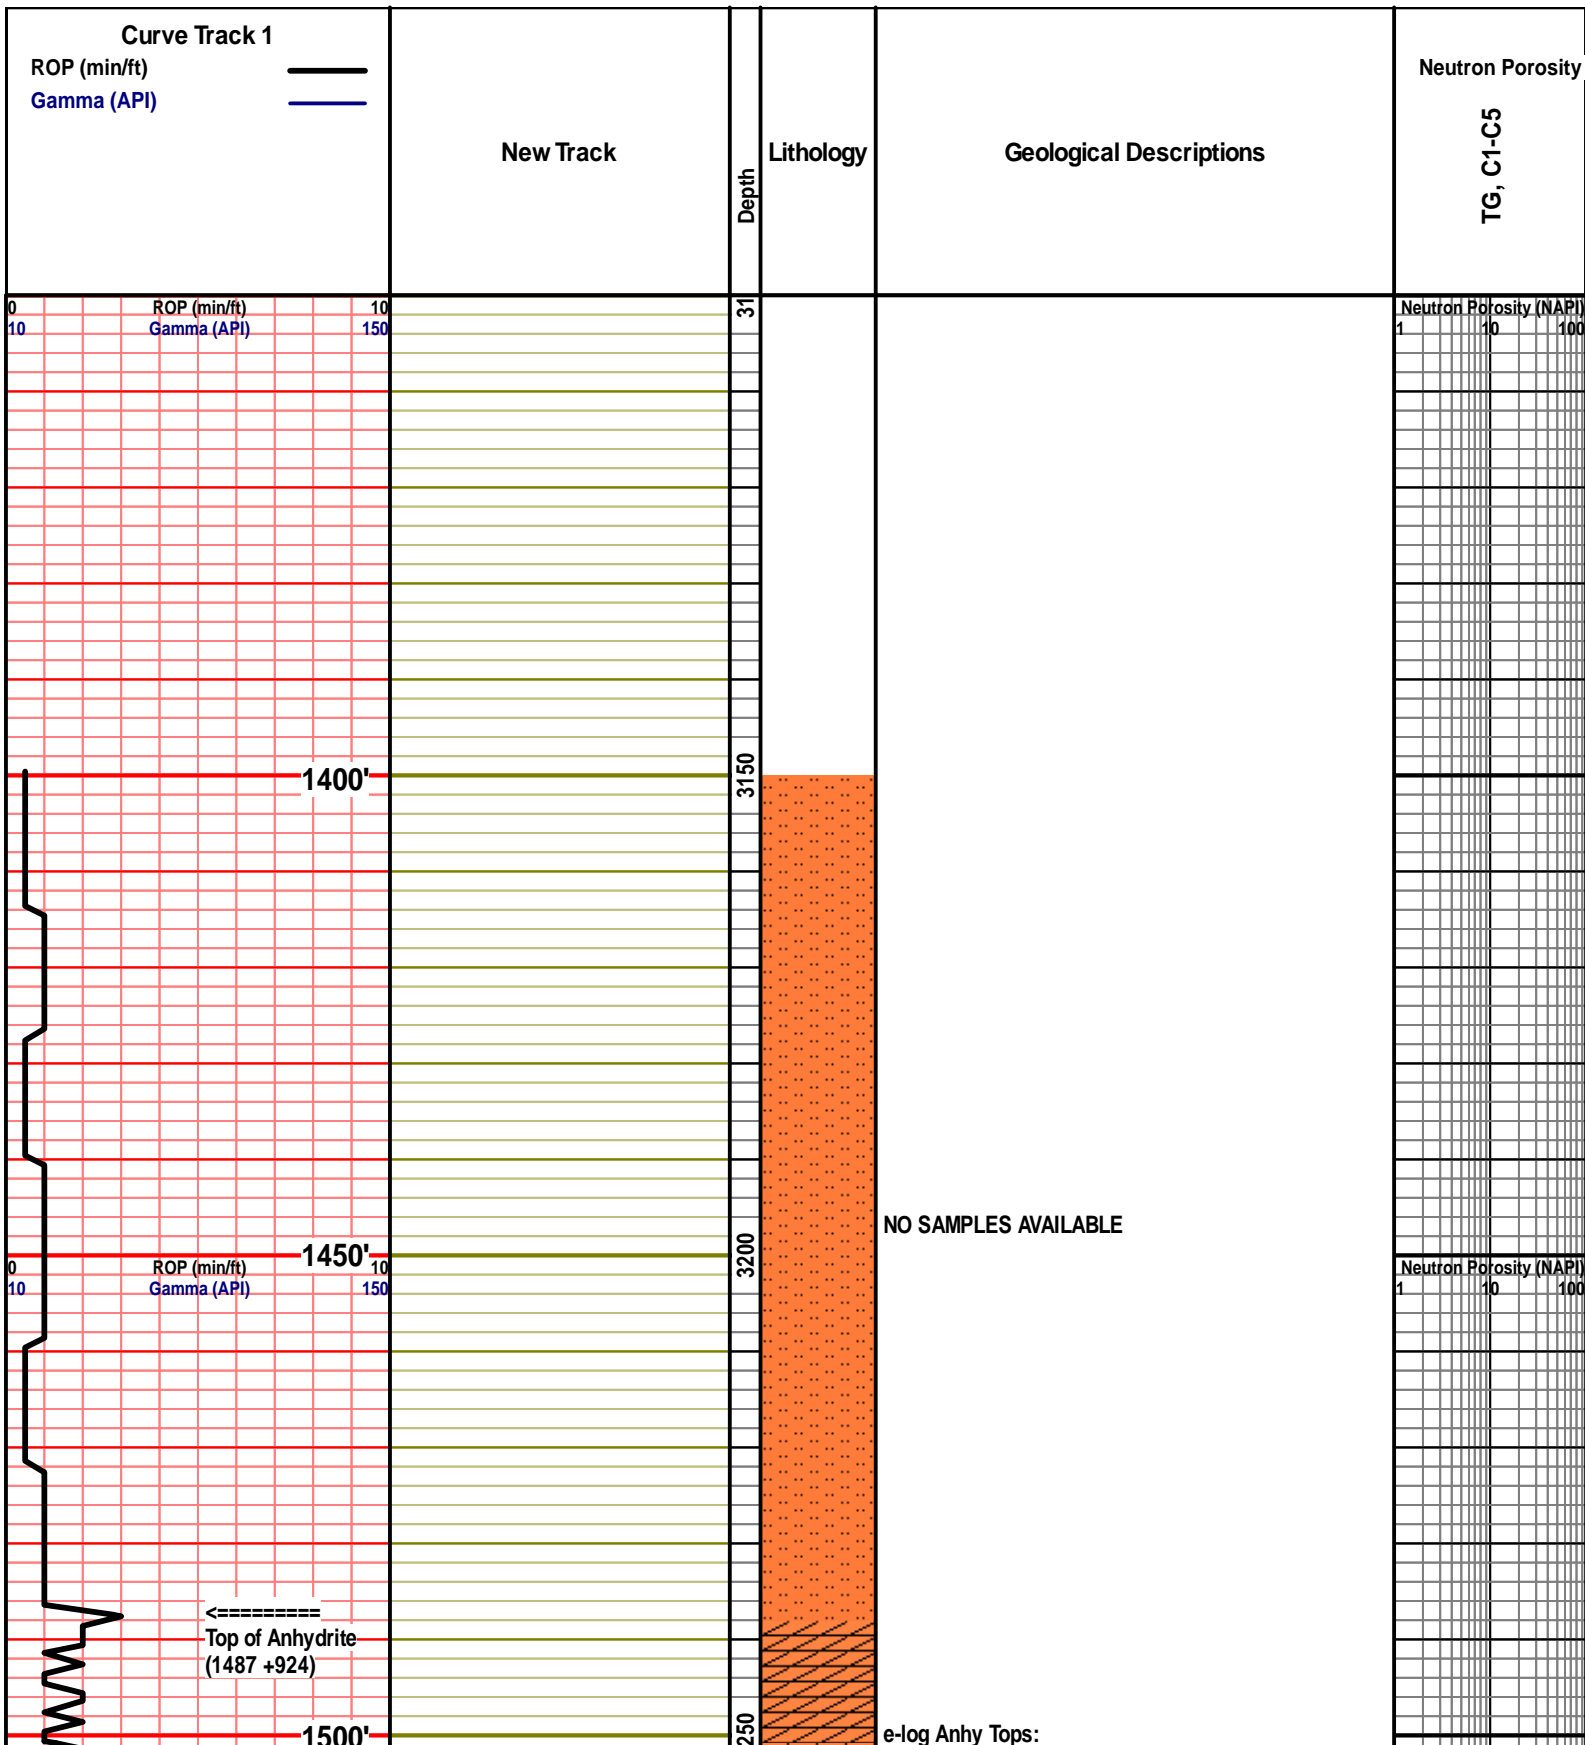 Curve Track 1
ROP (min/ft)
Gamma (API)
New Track
Depth
Lithology
Geological Descriptions
Neutron Porosity
TG, C1-C5
0 ROP (min/ft) 10
10 Gamma (API) 150
31
Neutron Porosity (NAPI)
1 10 100
1400'
3150
NO SAMPLES AVAILABLE
1450'
3200
0 ROP (min/ft) 10
10 Gamma (API) 150
Neutron Porosity (NAPI)
1 10 100
<=========
Top of Anhydrite
(1487 +924)
1500'
250
e-log Anhy Tops: